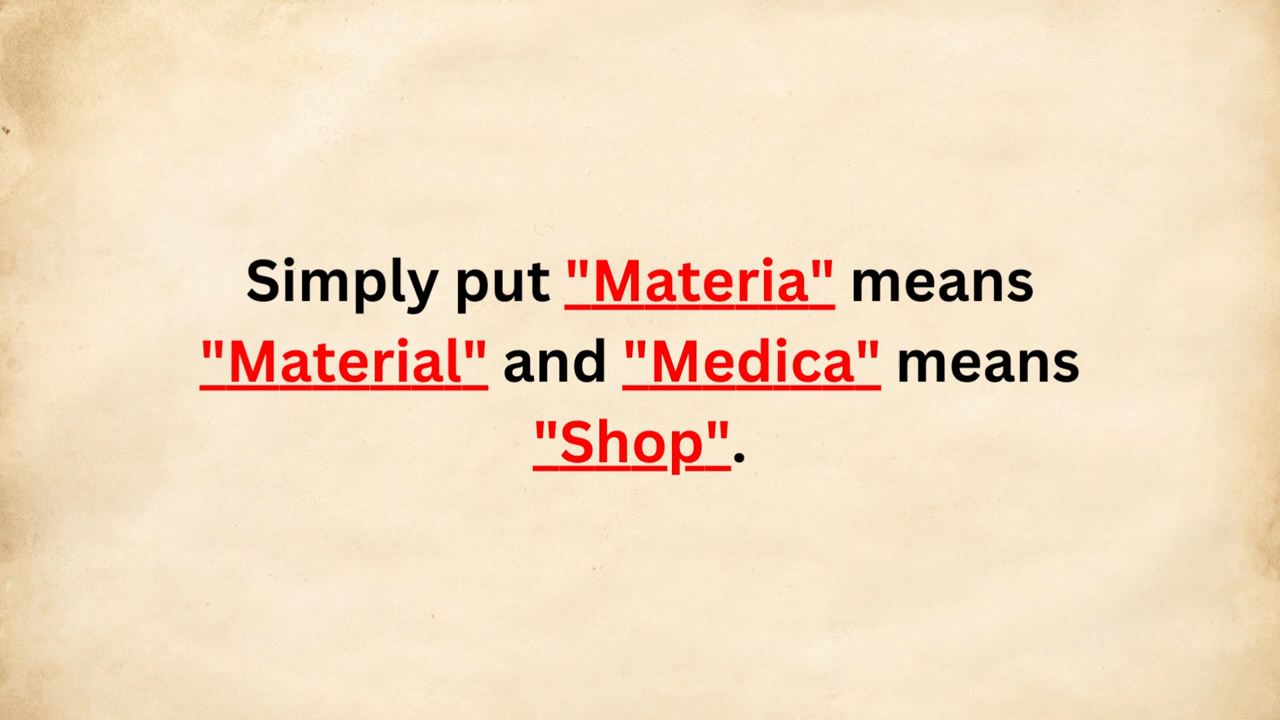 Simply put "Materia" means
"Material" and "Medica" means
"Shop".